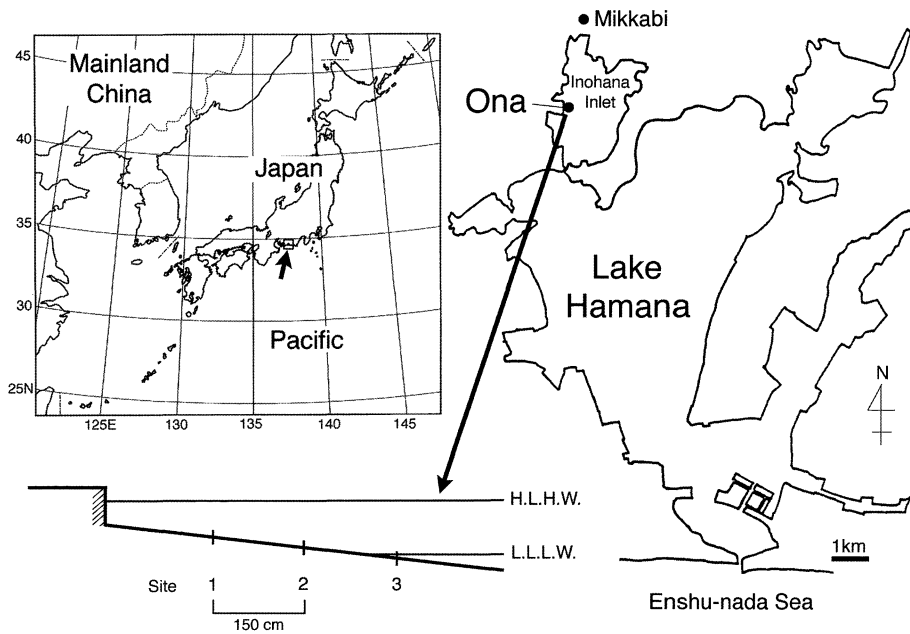 45
40
35
30
25N
125E
130
135
140
145
Mainland
China
Japan
Pacific
Mikkabi
Inohana
Inlet
Ona
Lake
Hamana
N
1km
Enshu-nada Sea
H.L.H.W.
L.L.L.W.
Site 1 2 3
150 cm